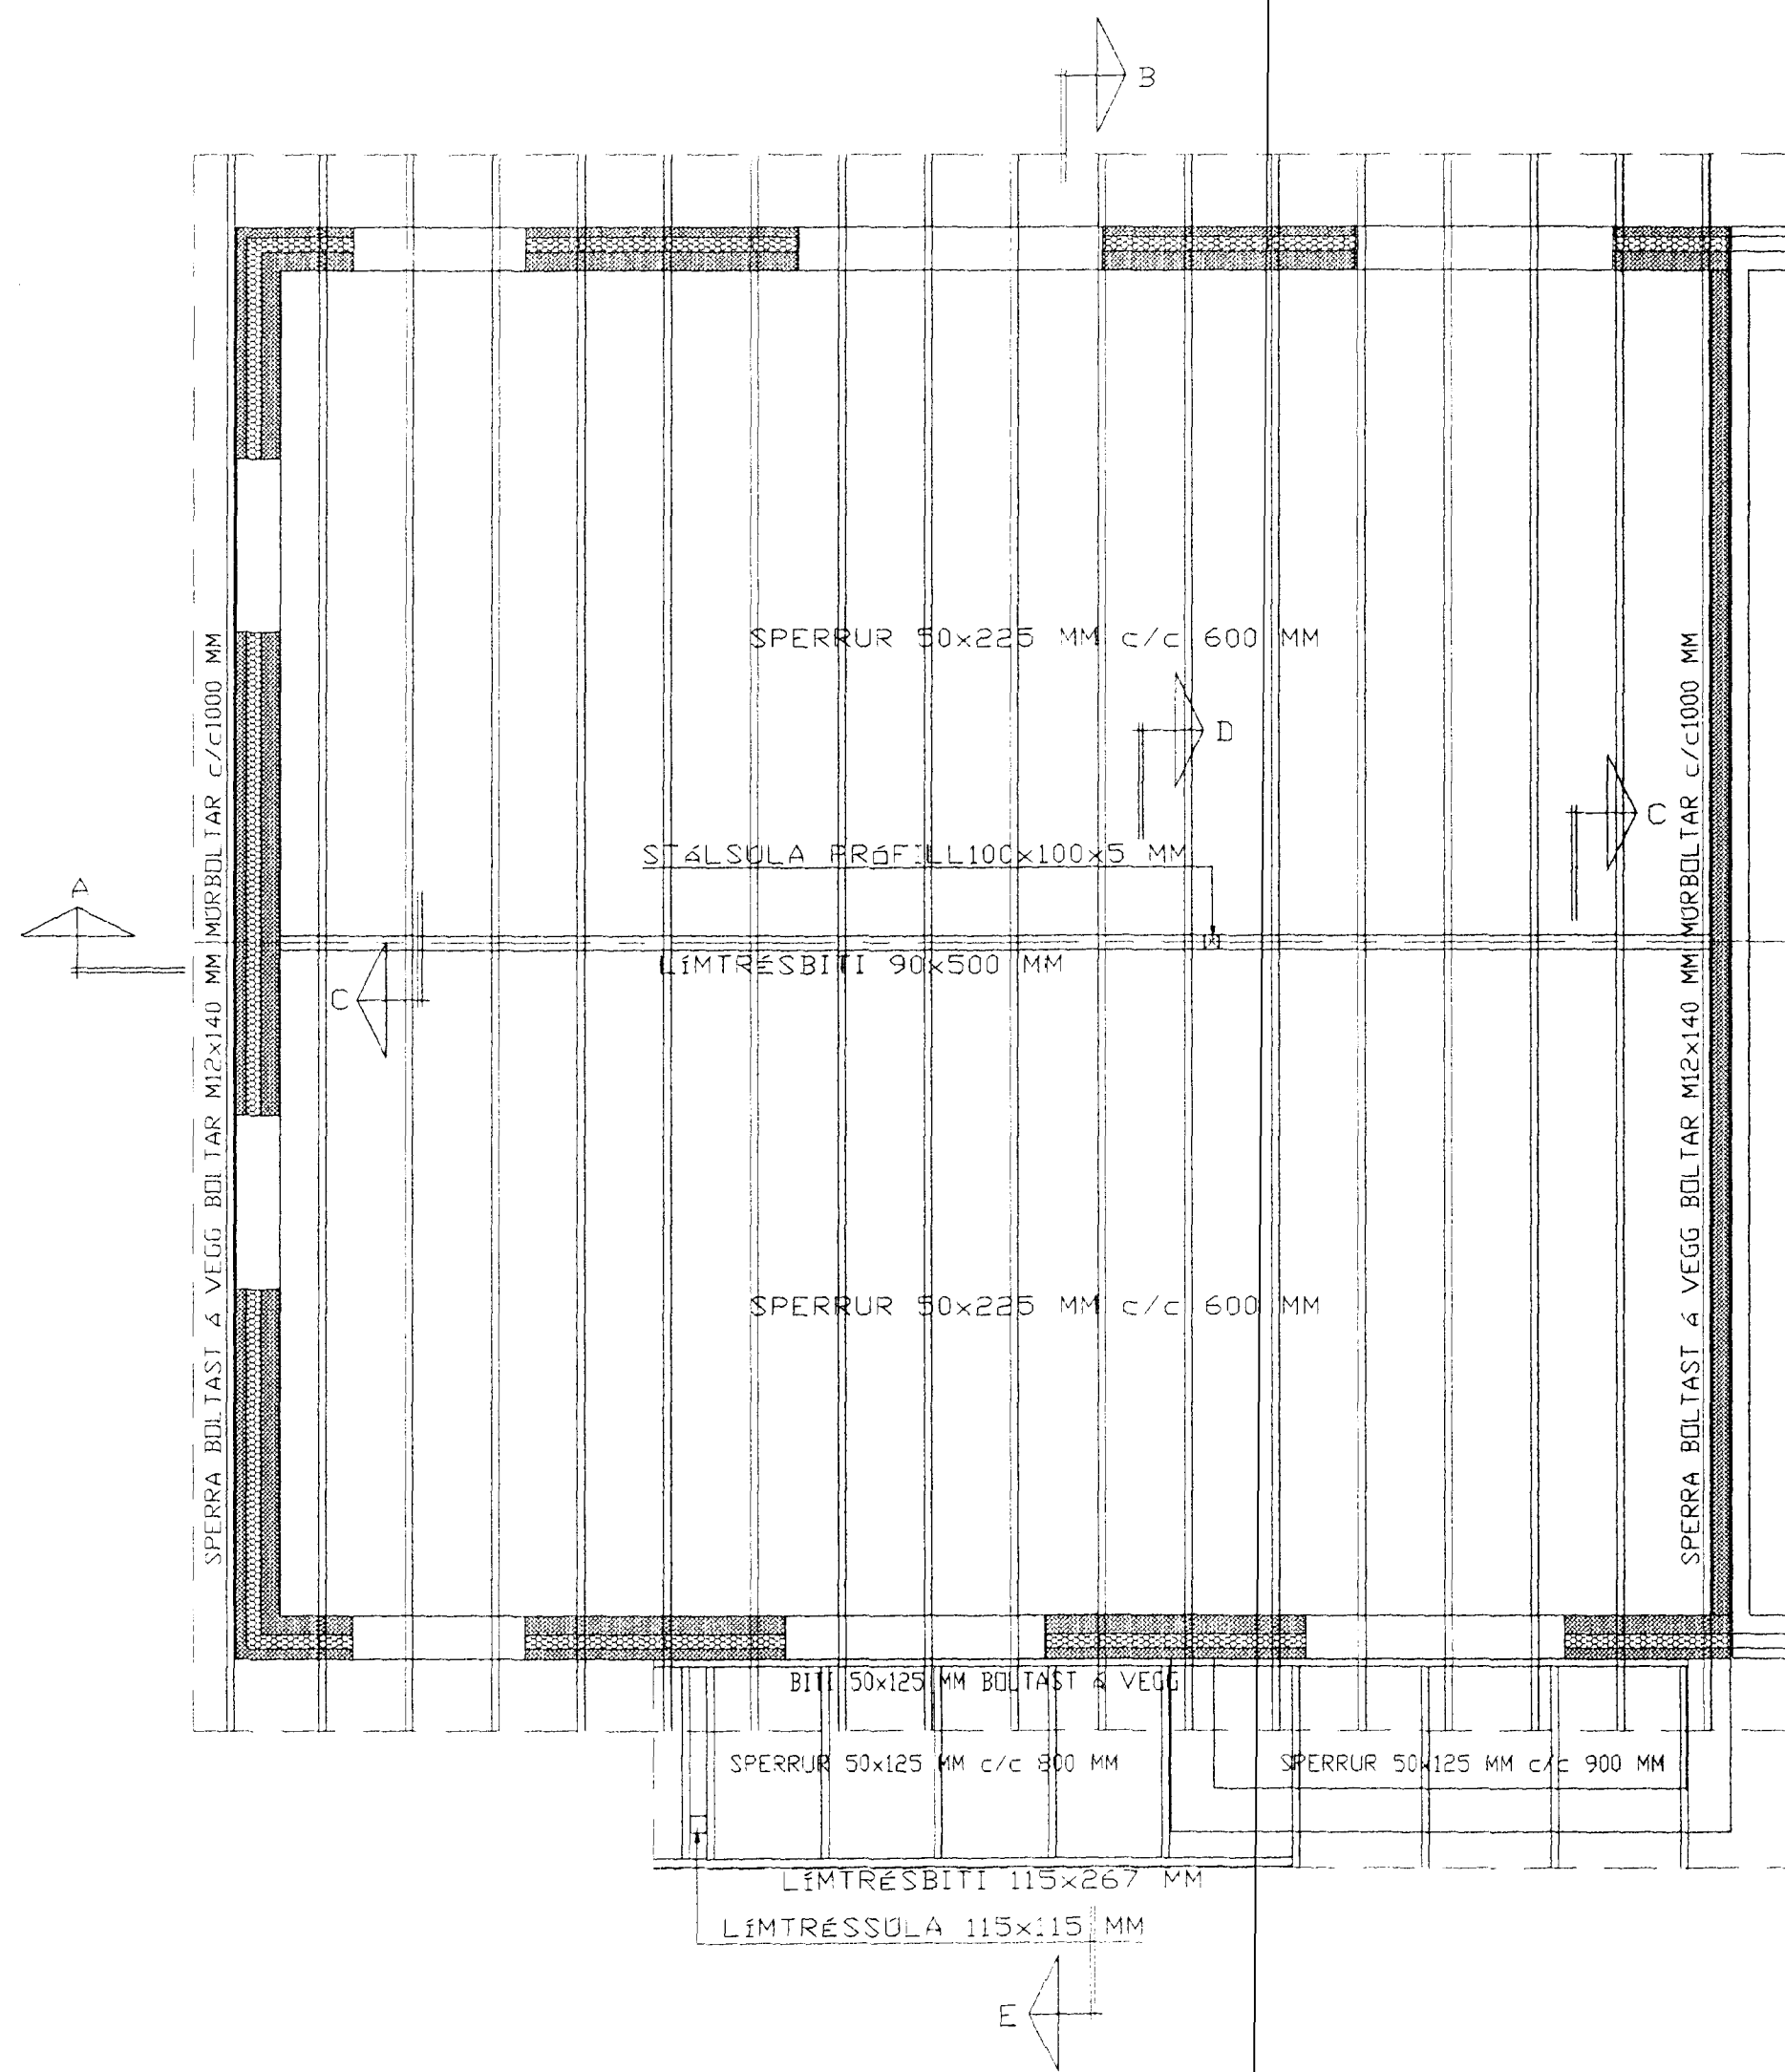 B
SPERRUR 50x225 MM c/c 600 MM
D
C
STÁLSÚLA PRÓFILL 100x100x5 MM
A
LÍMTRÉSBITI 90x500 MM
C
SPERRA BOLTAST Á VEGG BOLTAR M12x140 MM MÚRBOLTAR c/c1000 MM
SPERRA BOLTAST Á VEGG BOLTAR M12x140 MM MÚRBOLTAR c/c1000 MM
SPERRUR 50x225 MM c/c 600 MM
BITI 50x125 MM BOLTAST Á VEGG
SPERRUR 50x125 MM c/c 800 MM
SPERRUR 50x125 MM c/c 900 MM
LÍMTRÉSBITI 115x267 MM
LÍMTRÉSSÚLA 115x115 MM
E